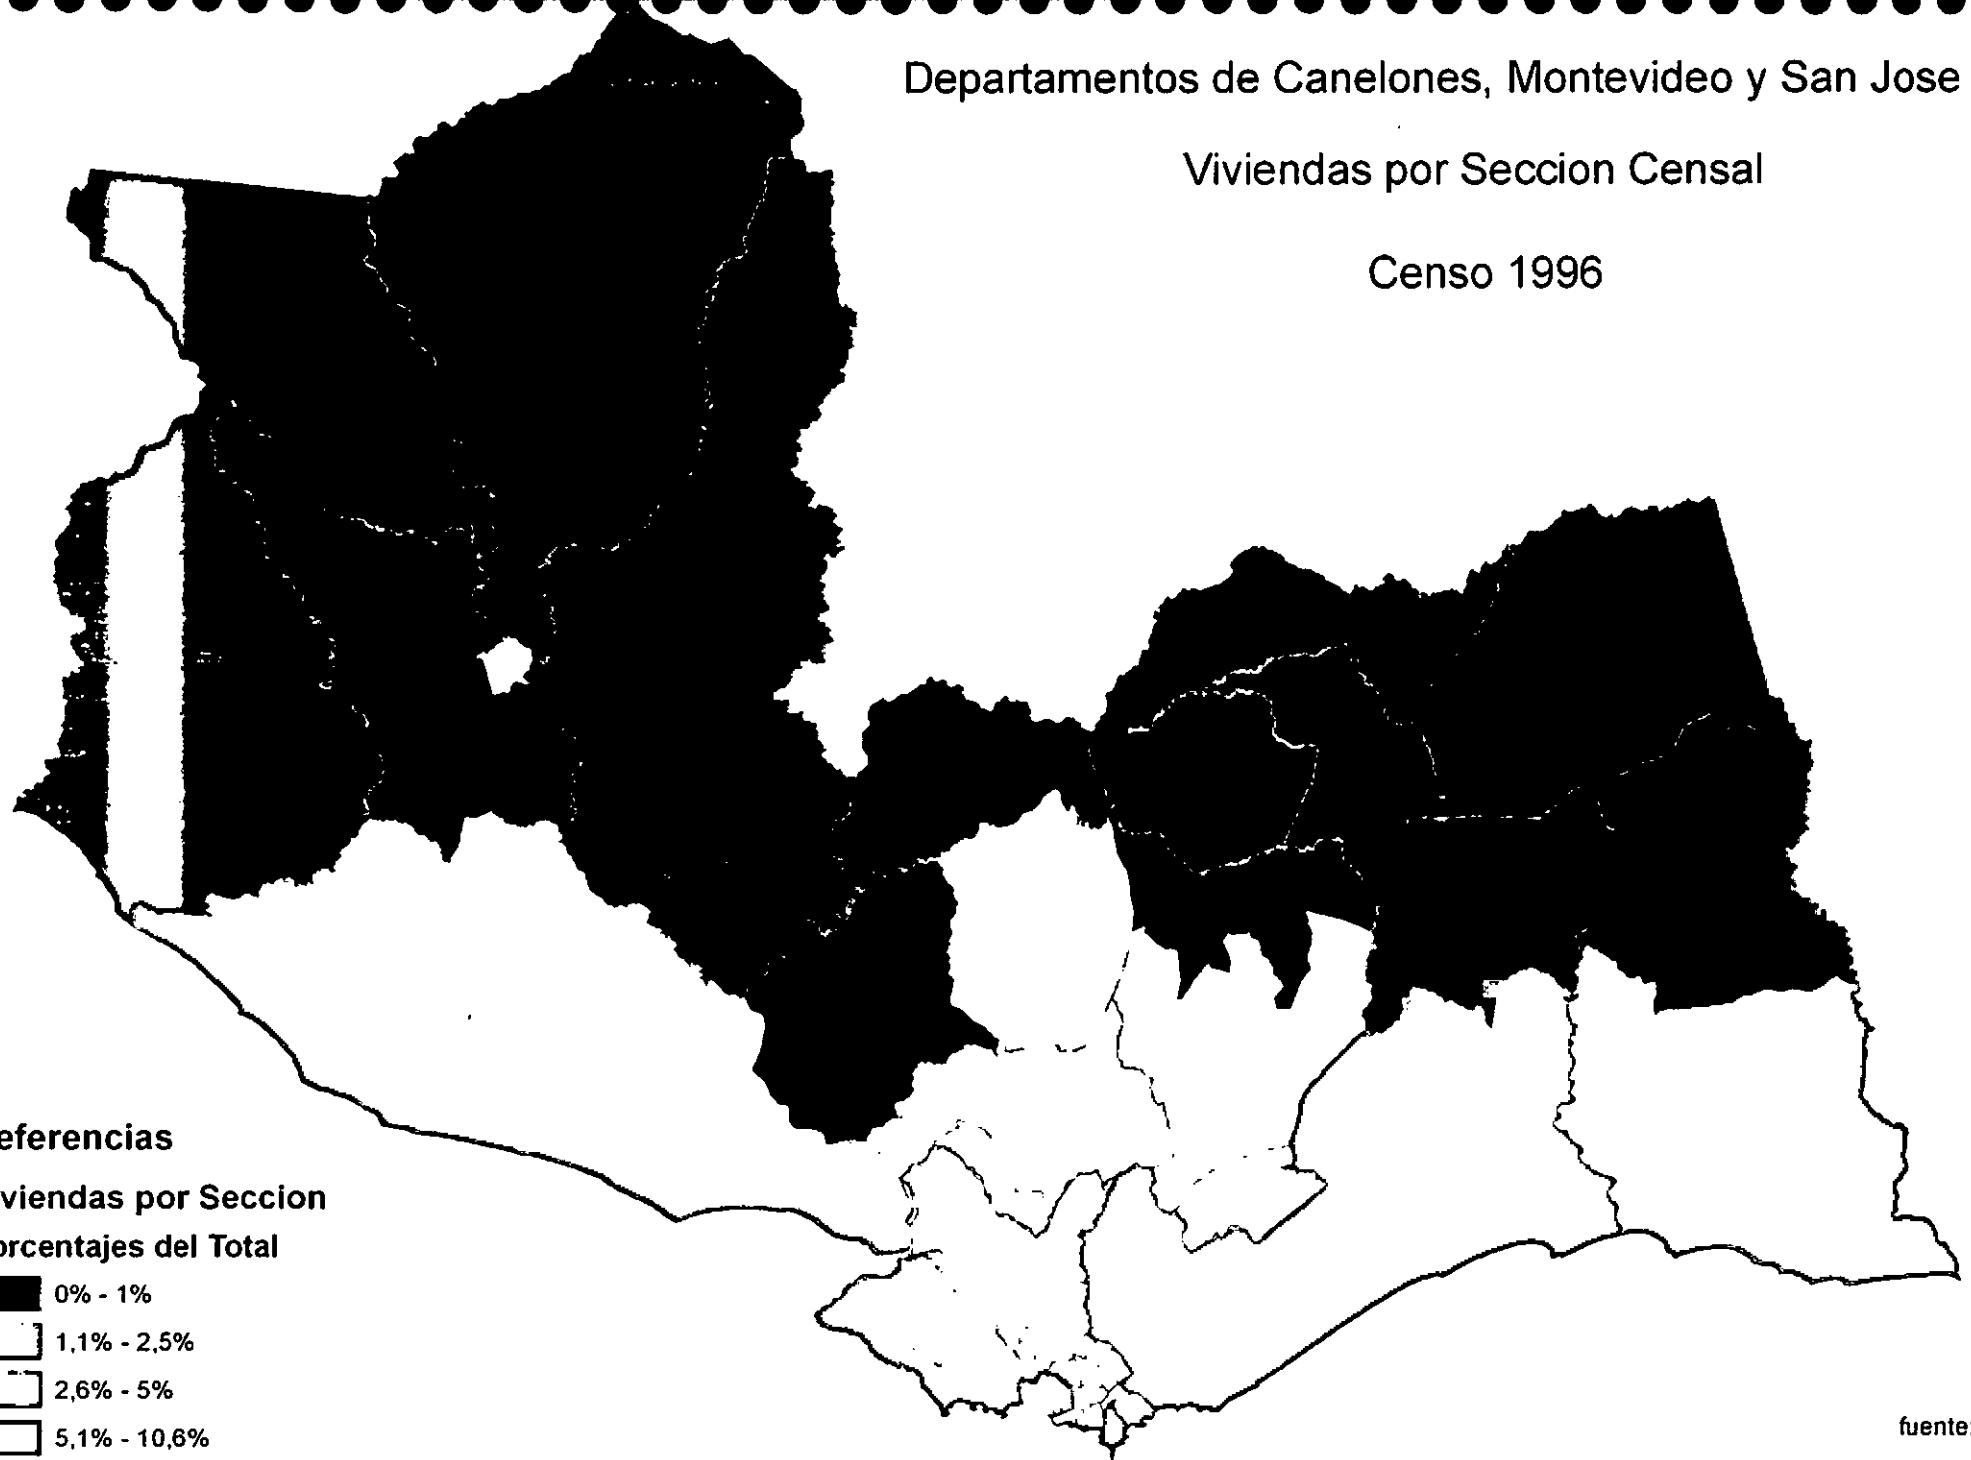 Departamentos de Canelones, Montevideo y San Jose
Viviendas por Seccion Censal
Censo 1996
eferencias
viendas por Seccion
orcentajes del Total
0% - 1%
1,1% - 2,5%
2,6% - 5%
5,1% - 10,6%
fuente: